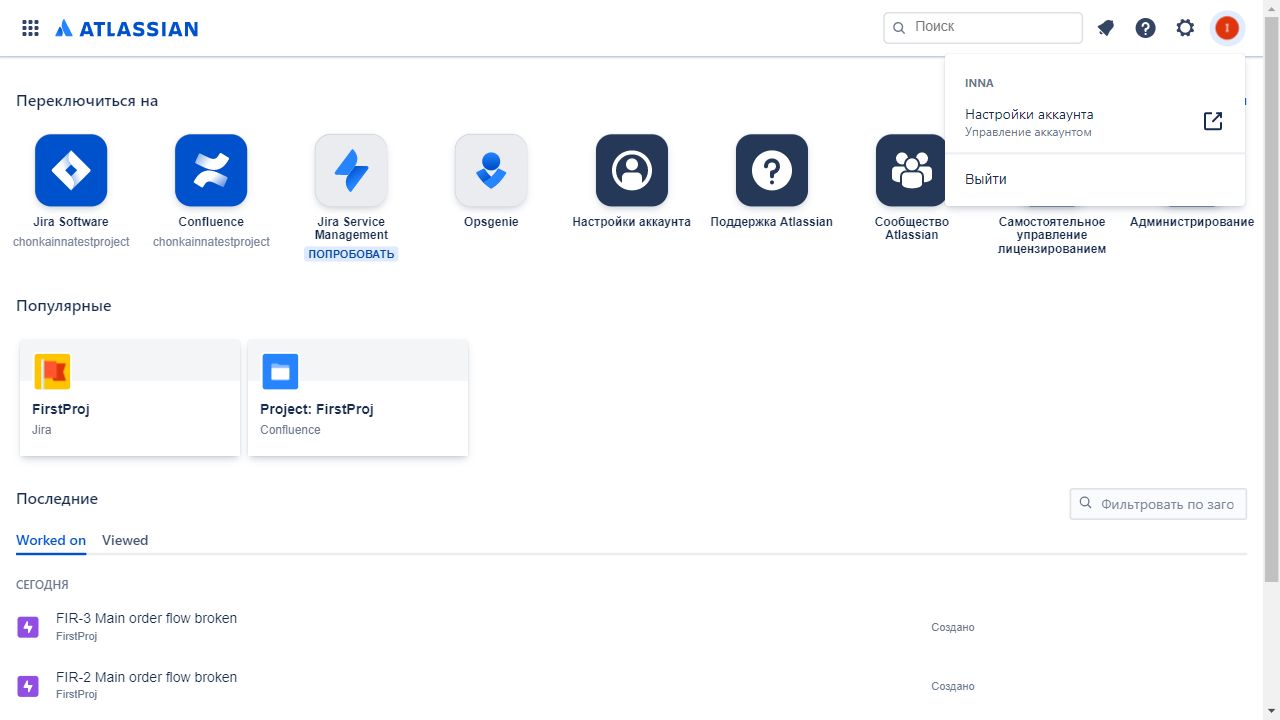 ATLASSIAN
Поиск
I
INNA
Настройки аккаунта
Управление аккаунтом
Выйти
Переключиться на
Jira Software
chonkainnatestproject
Confluence
chonkainnatestproject
Jira Service
Management
ПОПРОБОВАТЬ
Opsgenie
Настройки аккаунта
Поддержка Atlassian
Сообщество
Atlassian
Самостоятельное
управление
лицензированием
Администрирование
Популярные
FirstProj
Jira
Project: FirstProj
Confluence
Последние
Фильтровать по заго
Worked on
Viewed
СЕГОДНЯ
FIR-3 Main order flow broken
FirstProj
Создано
FIR-2 Main order flow broken
FirstProj
Создано